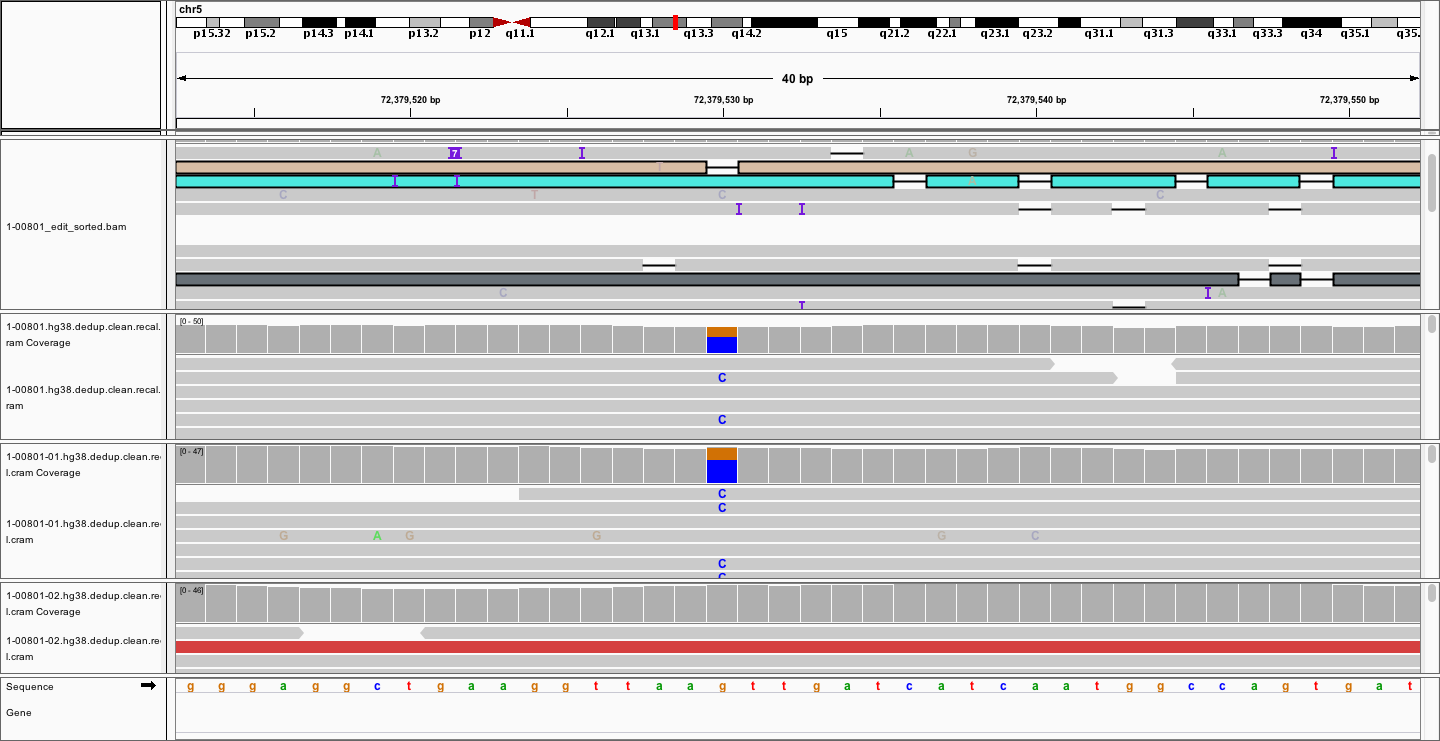 chr5
p15.32 p15.2 p14.3 p14.1 p13.2 p12 q11.1 q12.1 q13.1 q13.3 q14.2 q15 q21.2 q22.1 q23.1 q23.2 q31.1 q31.3 q33.1 q33.3 q34 q35.1 q35.
40 bp
72,379,520 bp 72,379,530 bp 72,379,540 bp 72,379,550 bp
A 7 I I A G A I
T
I I
C T C C
I I
1-00801_edit_sorted.bam
C I A
I
1-00801.hg38.dedup.clean.recal.
ram Coverage
[0 - 50]
1-00801.hg38.dedup.clean.recal.
ram
C
C
1-00801-01.hg38.dedup.clean.re
l.cram Coverage
[0 - 47]
C
C
1-00801-01.hg38.dedup.clean.re
l.cram
G A G G G C
C
C
1-00801-02.hg38.dedup.clean.re
l.cram Coverage
[0 - 46]
1-00801-02.hg38.dedup.clean.re
l.cram
Sequence g g g a g g c t g a a g g t t a a g t t g a t c a t c a a t g g c c a g t g a t
Gene